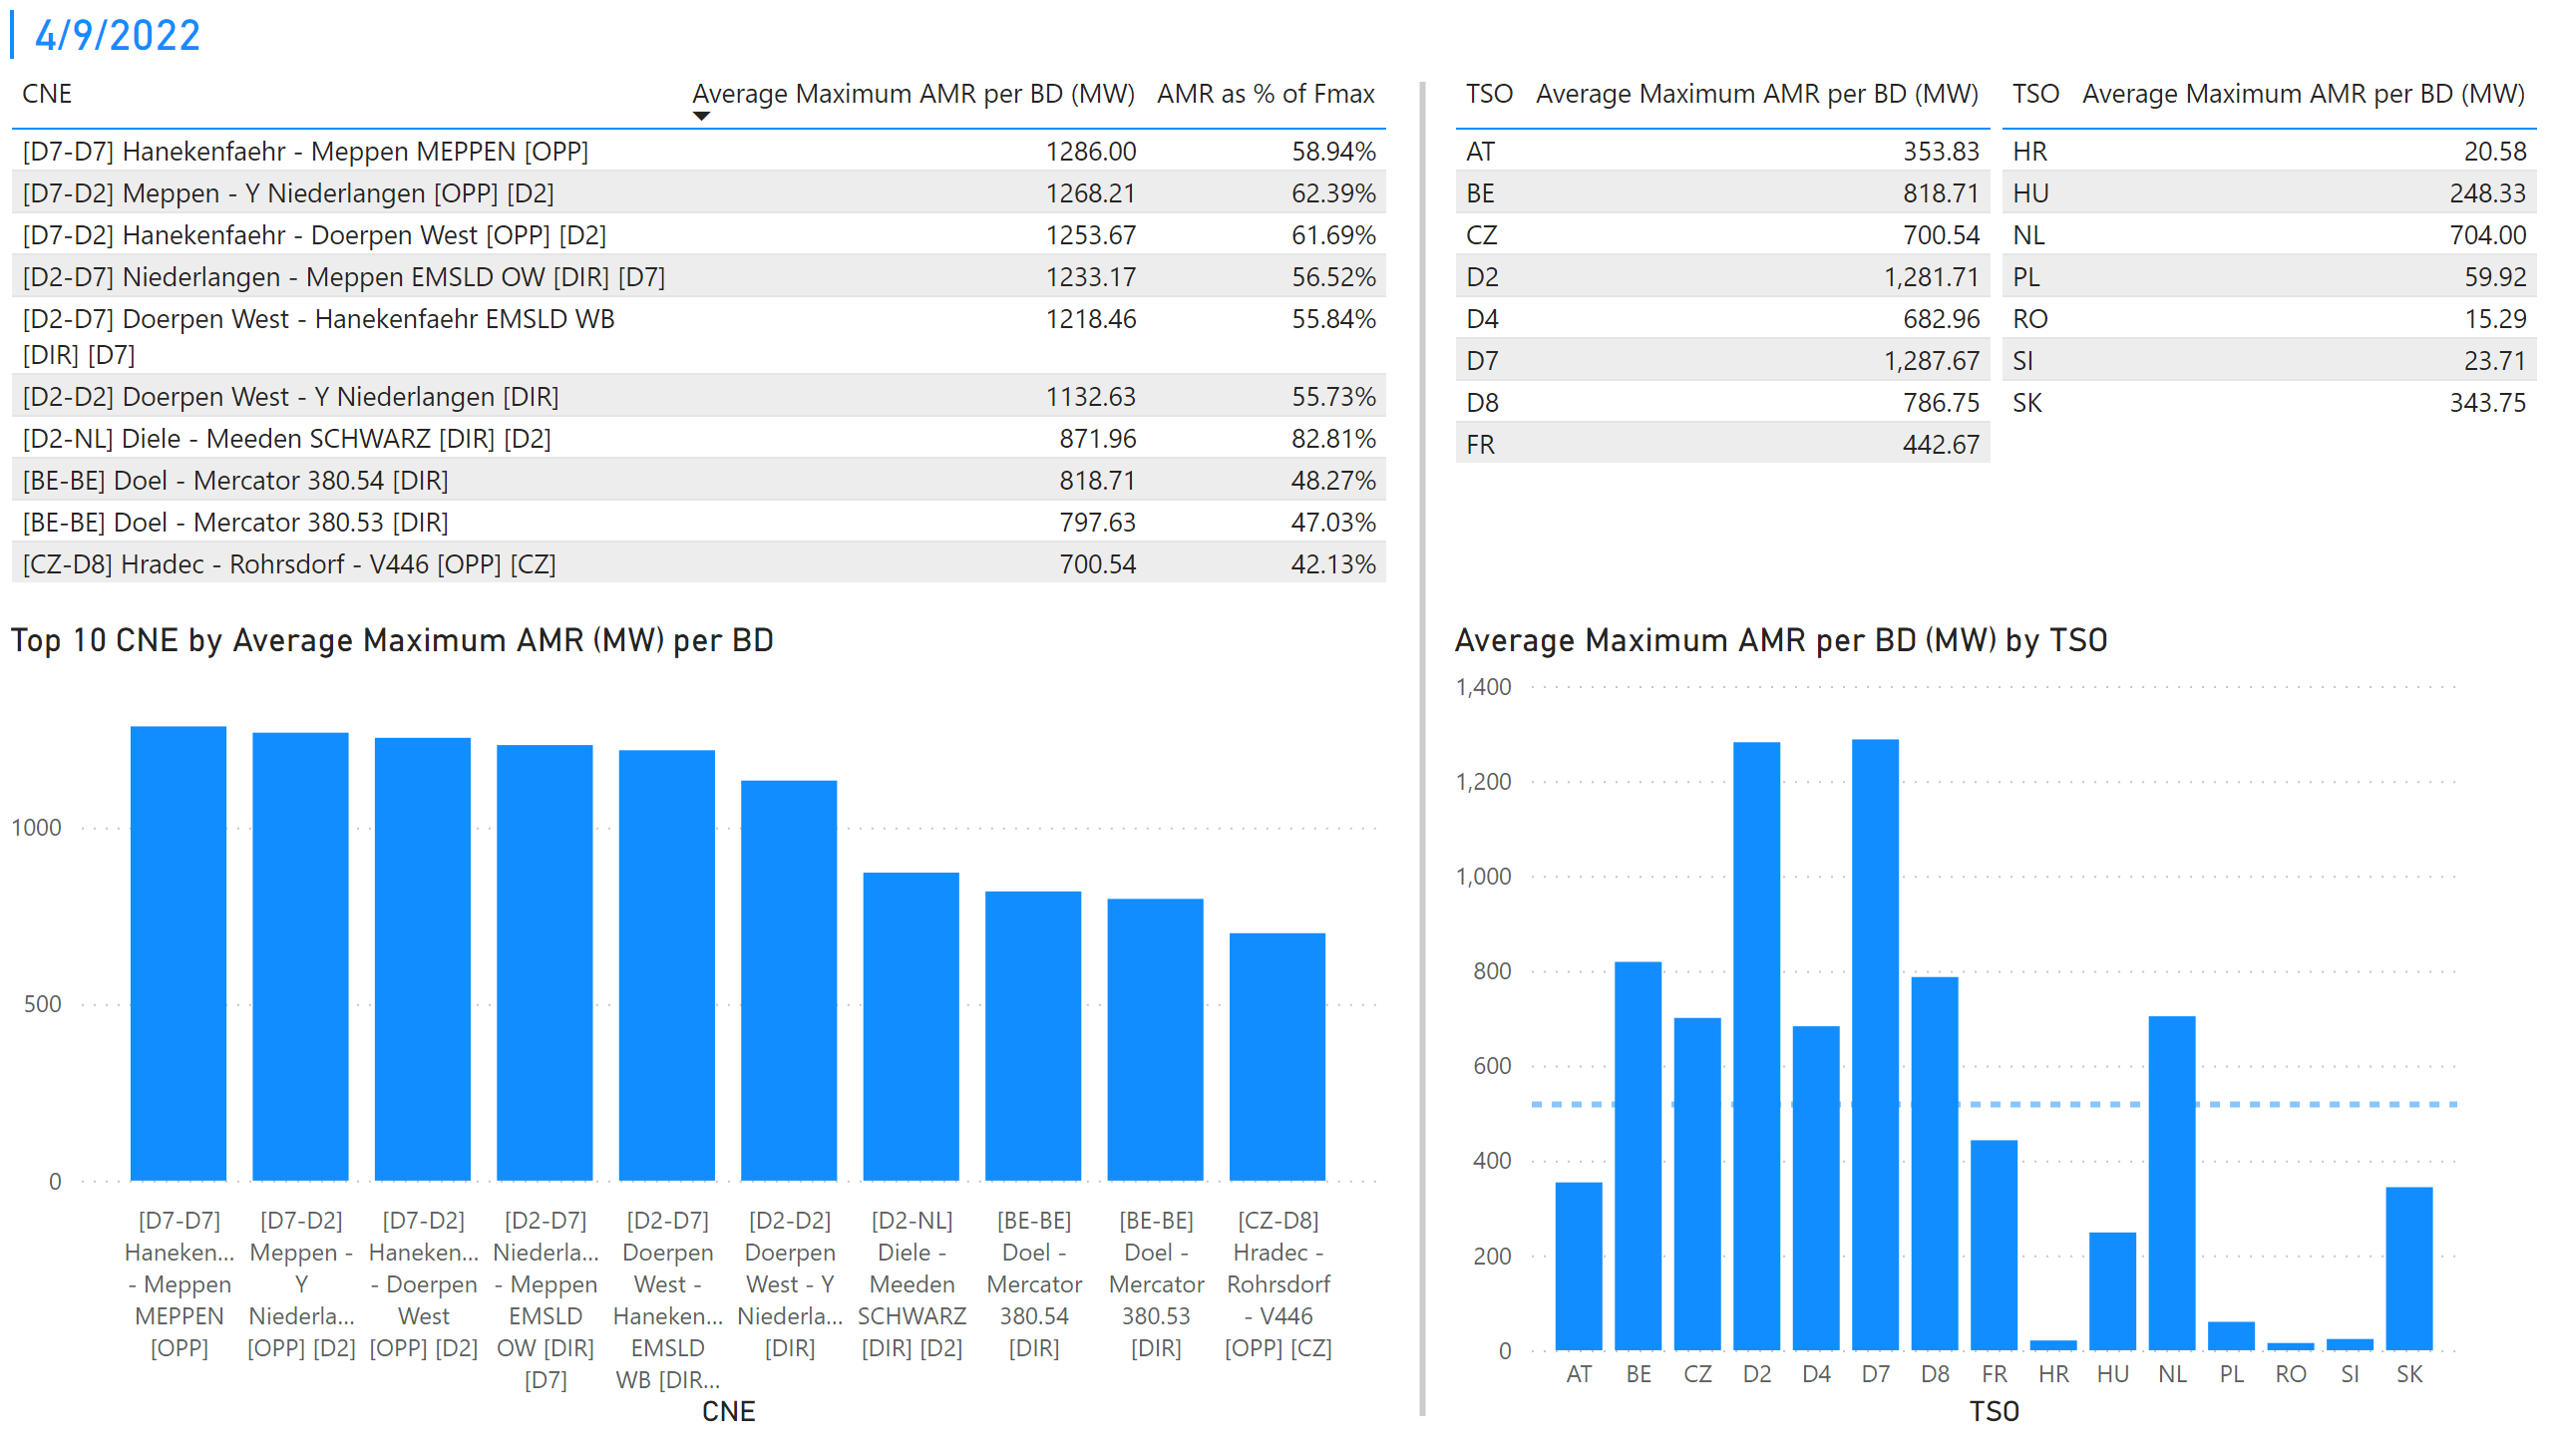 4/9/2022
CNE Average Maximum AMR per BD (MW) AMR as % of Fmax
[D7-D7] Hanekenfaehr - Meppen MEPPEN [OPP] 1286.00 58.94%
[D7-D2] Meppen - Y Niederlangen [OPP] [D2] 1268.21 62.39%
[D7-D2] Hanekenfaehr - Doerpen West [OPP] [D2] 1253.67 61.69%
[D2-D7] Niederlangen - Meppen EMSLD OW [DIR] [D7] 1233.17 56.52%
[D2-D7] Doerpen West - Hanekenfaehr EMSLD WB 1218.46 55.84%
[DIR] [D7]
[D2-D2] Doerpen West - Y Niederlangen [DIR] 1132.63 55.73%
[D2-NL] Diele - Meeden SCHWARZ [DIR] [D2] 871.96 82.81%
[BE-BE] Doel - Mercator 380.54 [DIR] 818.71 48.27%
[BE-BE] Doel - Mercator 380.53 [DIR] 797.63 47.03%
[CZ-D8] Hradec - Rohrsdorf - V446 [OPP] [CZ] 700.54 42.13%
TSO Average Maximum AMR per BD (MW)
AT 353.83
BE 818.71
CZ 700.54
D2 1,281.71
D4 682.96
D7 1,287.67
D8 786.75
FR 442.67
TSO Average Maximum AMR per BD (MW)
HR 20.58
HU 248.33
NL 704.00
PL 59.92
RO 15.29
SI 23.71
SK 343.75
Top 10 CNE by Average Maximum AMR (MW) per BD
1000
500
0
[D7-D7]
Haneken...
- Meppen
MEPPEN
[OPP]
[D7-D2]
Meppen -
Y
Niederla...
[OPP] [D2]
[D7-D2]
Haneken...
- Doerpen
West
[OPP] [D2]
[D2-D7]
Niederla...
- Meppen
EMSLD
OW [DIR]
[D7]
[D2-D7]
Doerpen
West -
Haneken...
EMSLD
WB [DIR...
[D2-D2]
Doerpen
West - Y
Niederla...
[DIR]
[D2-NL]
Diele -
Meeden
SCHWARZ
[DIR] [D2]
[BE-BE]
Doel -
Mercator
380.54
[DIR]
[BE-BE]
Doel -
Mercator
380.53
[DIR]
[CZ-D8]
Hradec -
Rohrsdorf
- V446
[OPP] [CZ]
CNE
Average Maximum AMR per BD (MW) by TSO
1,400
1,200
1,000
800
600
400
200
0
AT BE CZ D2 D4 D7 D8 FR HR HU NL PL RO SI SK
TSO